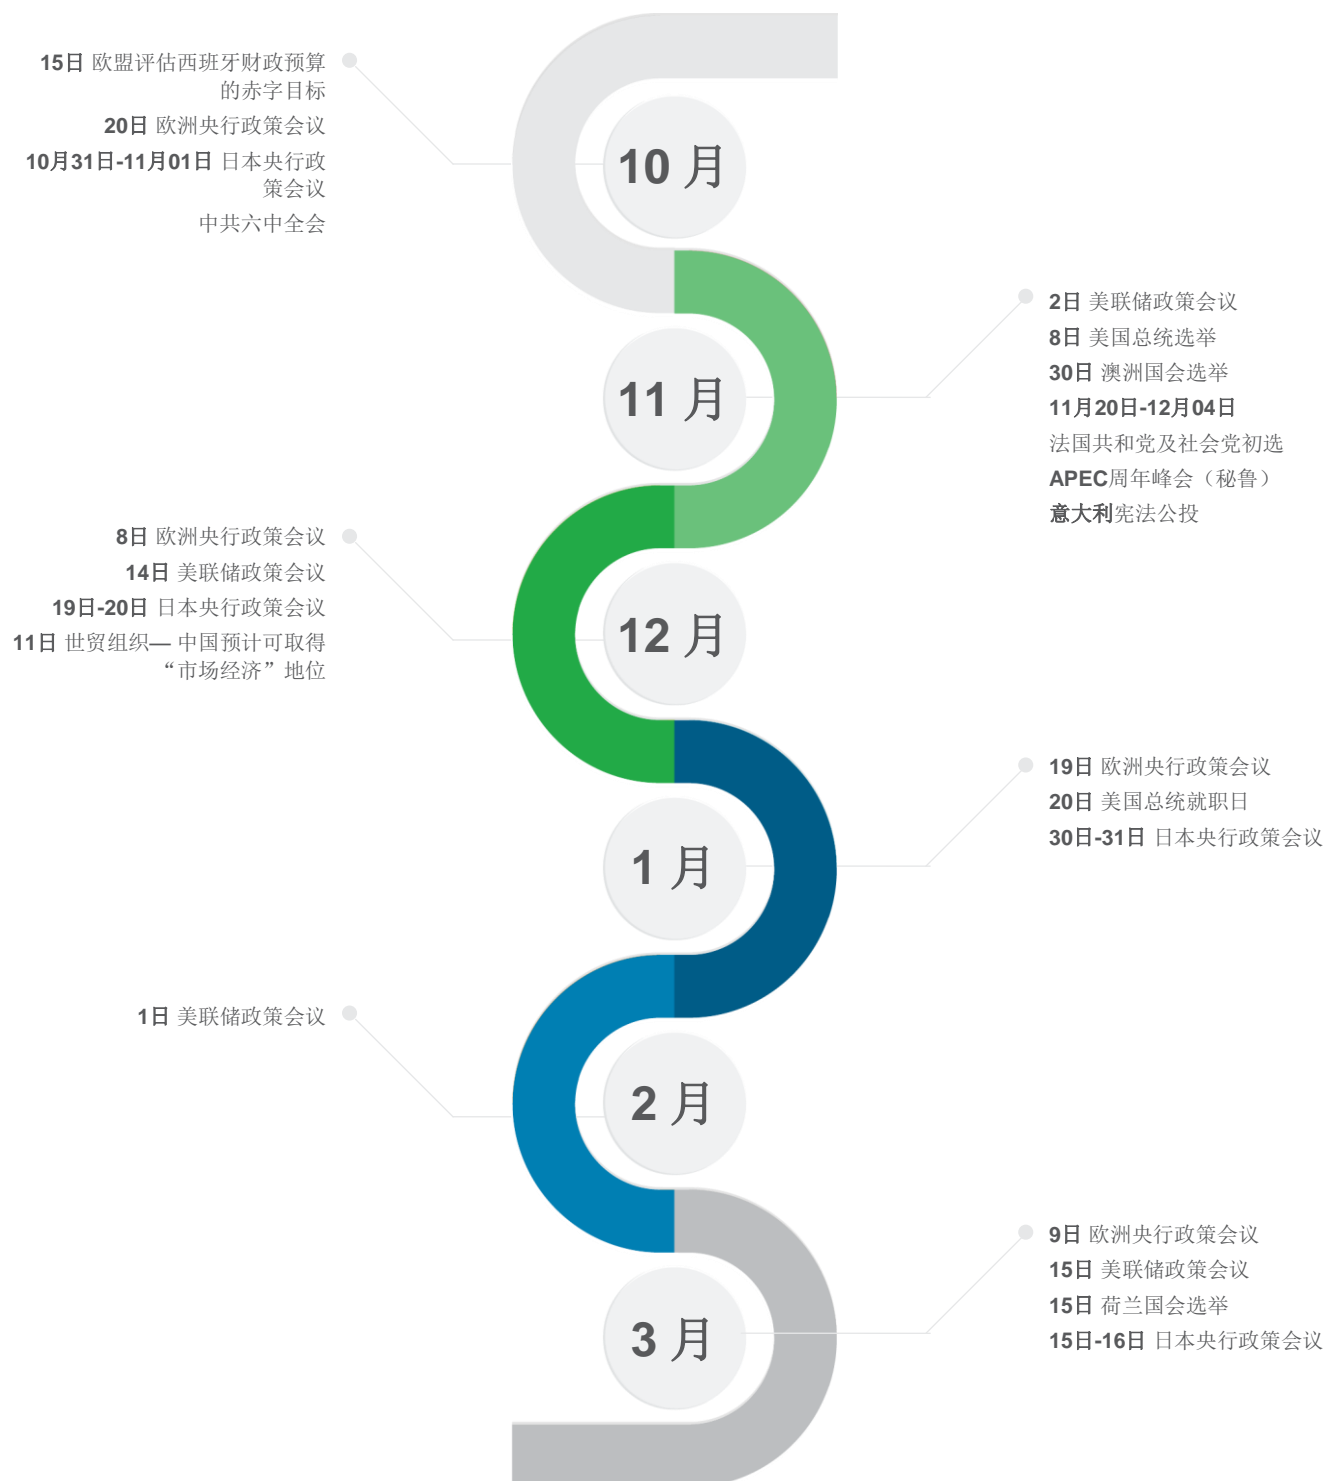 15日 欧盟评估西班牙财政预算
的赤字目标
20日 欧洲央行政策会议
10月31日-11月01日 日本央行政
策会议
中共六中全会
10 月
2日 美联储政策会议
8日 美国总统选举
30日 澳洲国会选举
11月20日-12月04日
法国共和党及社会党初选
APEC周年峰会（秘鲁）
意大利宪法公投
11 月
8日 欧洲央行政策会议
14日 美联储政策会议
19日-20日 日本央行政策会议
11日 世贸组织— 中国预计可取得
“市场经济”地位
12 月
19日 欧洲央行政策会议
20日 美国总统就职日
30日-31日 日本央行政策会议
1 月
1日 美联储政策会议
2 月
9日 欧洲央行政策会议
15日 美联储政策会议
15日 荷兰国会选举
15日-16日 日本央行政策会议
3 月